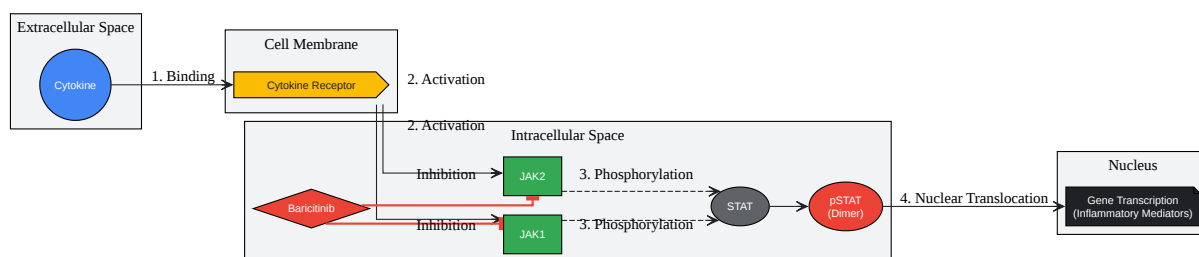 Extracellular Space
Cytokine
1. Binding
Cell Membrane
Cytokine Receptor
2. Activation
2. Activation
Intracellular Space
Inhibition
JAK2
3. Phosphorylation
Baricitinib
Inhibition
JAK1
3. Phosphorylation
STAT
pSTAT
(Dimer)
4. Nuclear Translocation
Nucleus
Gene Transcription
(Inflammatory Mediators)